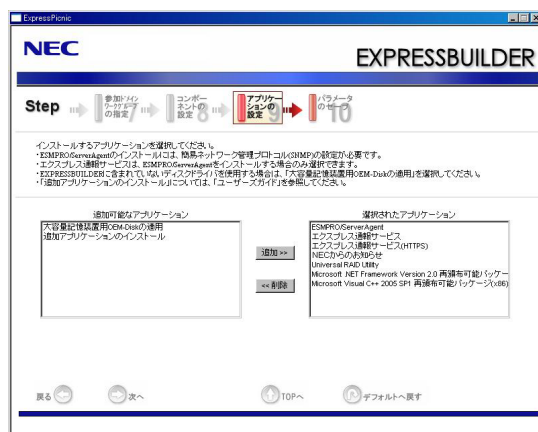 ExpressPicnic
NEC
EXPRESSBUILDER
Step
参加ドメイン ワークグループ の指定 7
コンポーネントの設定 8
アプリケーションの設定 9
パラメータのセーブ 10
インストールするアプリケーションを選択してください。
・ESMPRO/ServerAgentのインストールには、簡易ネットワーク管理プロトコル(SNMP)の設定が必要です。
・エクスプレス通報サービスは、ESMPRO/ServerAgentをインストールする場合のみ選択できます。
・EXPRESSBUILDERに含まれていないディスクドライバを使用する場合は、「大容量記憶装置用OEM-Diskの適用」を選択してください。
・「追加アプリケーションのインストール」については、「ユーザーズガイド」を参照してください。
追加可能なアプリケーション
大容量記憶装置用OEM-Diskの適用
追加アプリケーションのインストール
追加 >>
<< 削除
選択されたアプリケーション
ESMPRO/ServerAgent
エクスプレス通報サービス
エクスプレス通報サービス(HTTPS)
NECからのお知らせ
Universal RAID Utility
Microsoft .NET Framework Version 2.0 再頒布可能パッケー
Microsoft Visual C++ 2005 SP1 再頒布可能パッケージ(x86)
戻る
次へ
TOPへ
デフォルトへ戻す